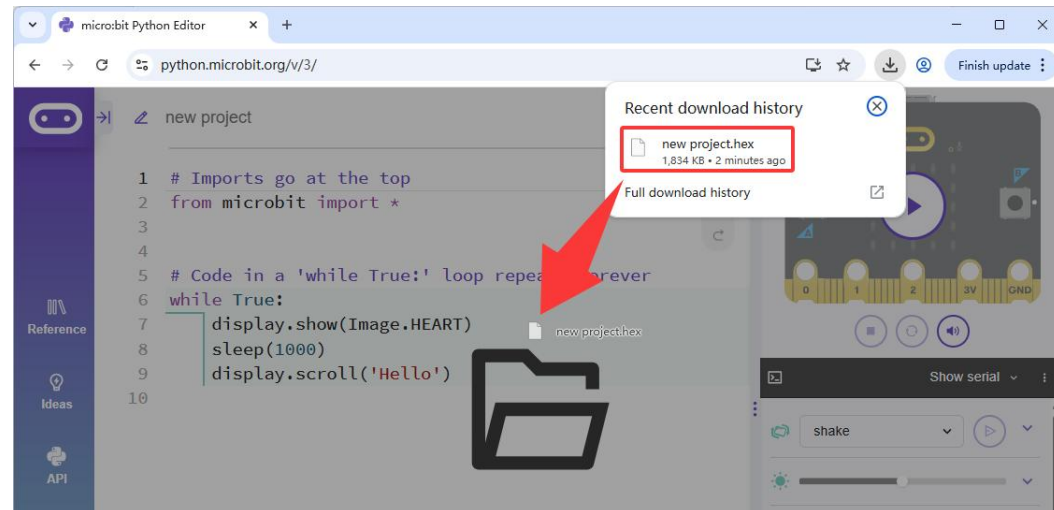 micro:bit Python Editor
python.microbit.org/v/3/
Finish update
new project
Recent download history
new project.hex
1,834 KB • 2 minutes ago
Full download history
1 # Imports go at the top
2 from microbit import *
3
4
5 # Code in a 'while True:' loop repea forever
6 while True:
7 display.show(Image.HEART)
8 sleep(1000)
9 display.scroll('Hello')
10
new project.hex
Reference
Ideas
API
B
A
0 1 2 3V GND
Show serial
shake